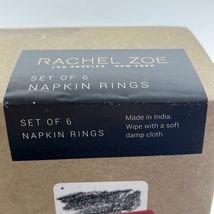 RACHEL ZOE
LOS ANGELES NEW YORK
SET OF 6
NAPKIN RINGS
SET OF 6
NAPKIN RINGS
Made in India.
Wipe with a soft
damp cloth.